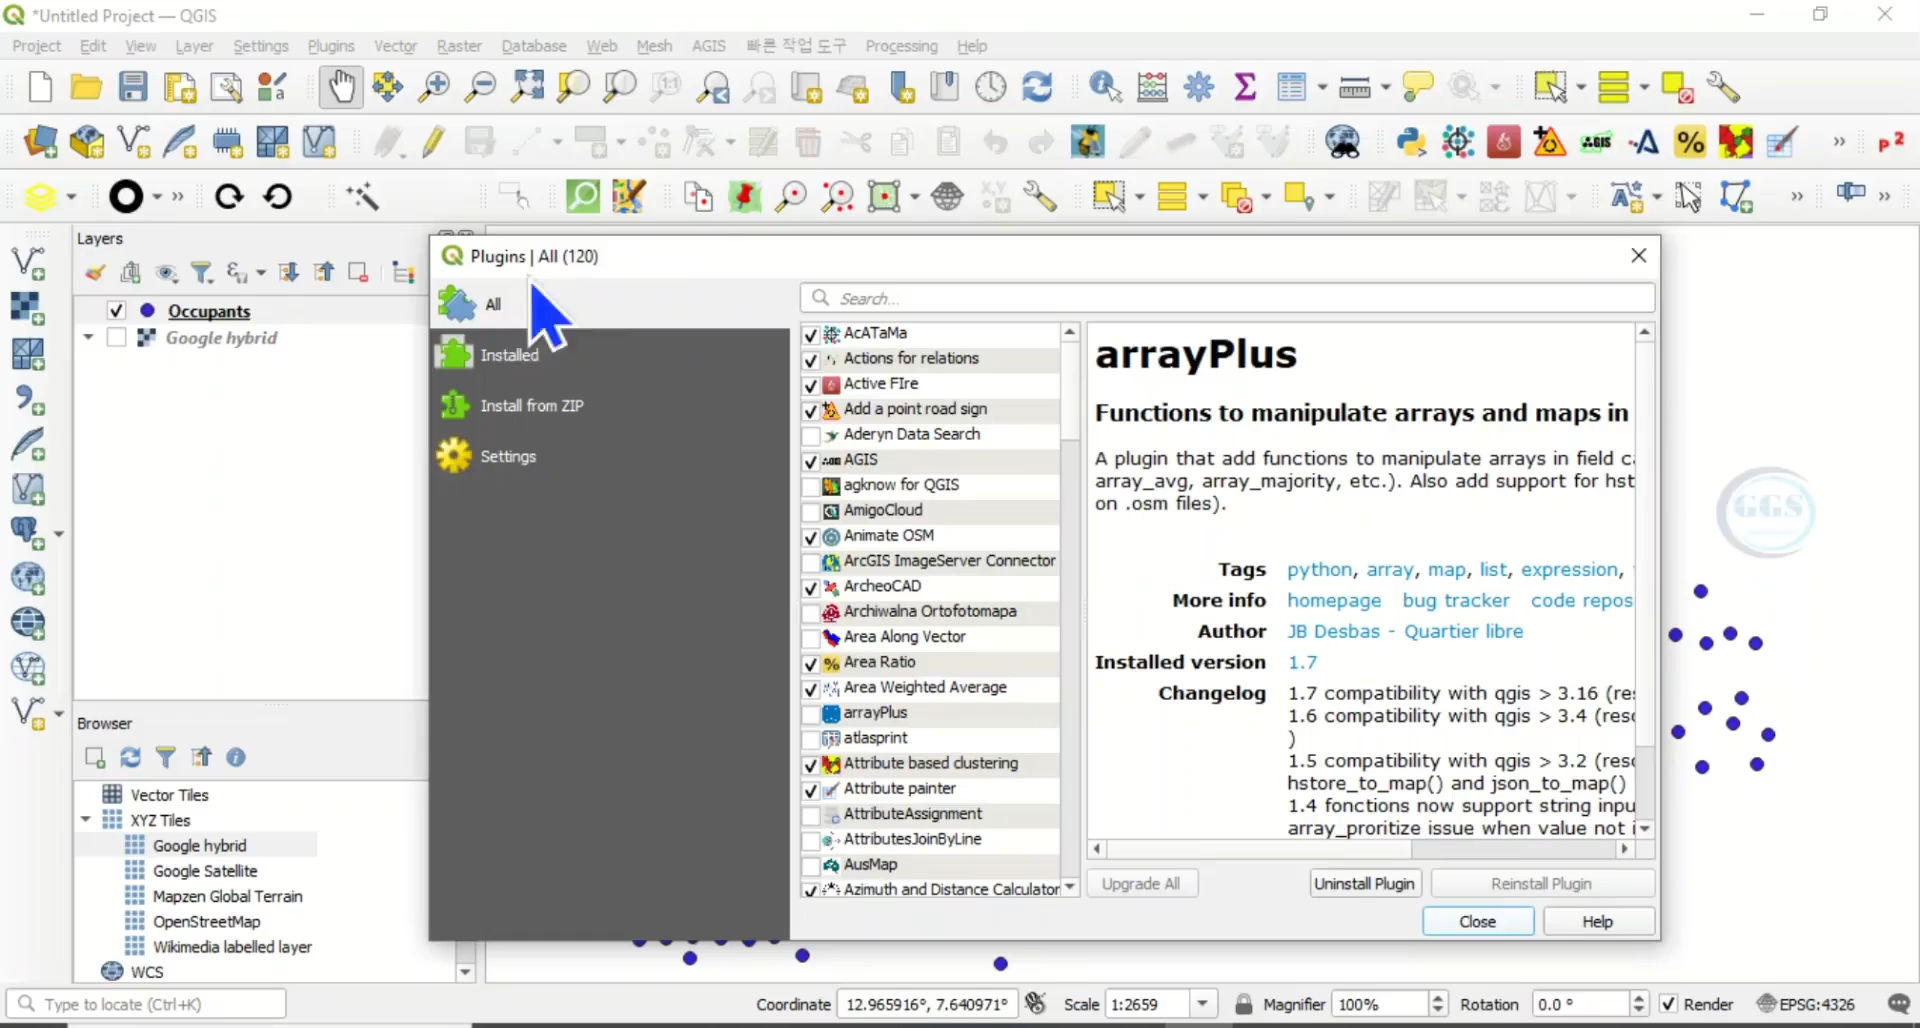 *Untitled Project — QGIS
Project Edit View Layer Settings Plugins Vector Raster Database Web Mesh AGIS 빠른 작업 도구 Processing Help
Layers
Occupants
Google hybrid
Browser
Vector Tiles
XYZ Tiles
Google hybrid
Google Satellite
Mapzen Global Terrain
OpenStreetMap
Wikimedia labelled layer
WCS
Plugins | All (120)
All
Installed
Install from ZIP
Settings
Search...
AcATaMa
Actions for relations
Active FIre
Add a point road sign
Aderyn Data Search
AGIS
agknow for QGIS
AmigoCloud
Animate OSM
ArcGIS ImageServer Connector
ArcheoCAD
Archiwalna Ortofotomapa
Area Along Vector
Area Ratio
Area Weighted Average
arrayPlus
atlasprint
Attribute based clustering
Attribute painter
AttributeAssignment
AttributesJoinByLine
AusMap
Azimuth and Distance Calculator
arrayPlus
Functions to manipulate arrays and maps in
A plugin that add functions to manipulate arrays in field
array_avg, array_majority, etc.). Also add support for hst
on .osm files).
Tags python, array, map, list, expression,
More info homepage bug tracker code repos
Author JB Desbas - Quartier libre
Installed version 1.7
Changelog 1.7 compatibility with qgis > 3.16 (re
1.6 compatibility with qgis > 3.4 (reso
)
1.5 compatibility with qgis > 3.2 (reso
hstore_to_map() and json_to_map()
1.4 fonctions now support string inpu
array_proritize issue when value not i
Upgrade All Uninstall Plugin Reinstall Plugin
Close Help
GGS
Type to locate (Ctrl+K) Coordinate 12.965916°, 7.640971° Scale 1:2659 Magnifier 100% Rotation 0.0 ° Render EPSG:4326